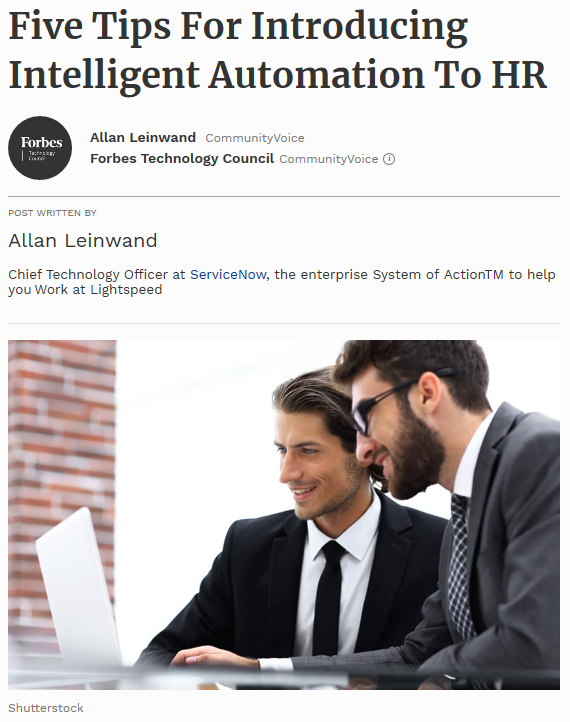 Five Tips For Introducing
Intelligent Automation To HR
Forbes
Technology
Council
Allan Leinwand CommunityVoice
Forbes Technology Council CommunityVoice i
POST WRITTEN BY
Allan Leinwand
Chief Technology Officer at ServiceNow, the enterprise System of ActionTM to help
you Work at Lightspeed
Shutterstock